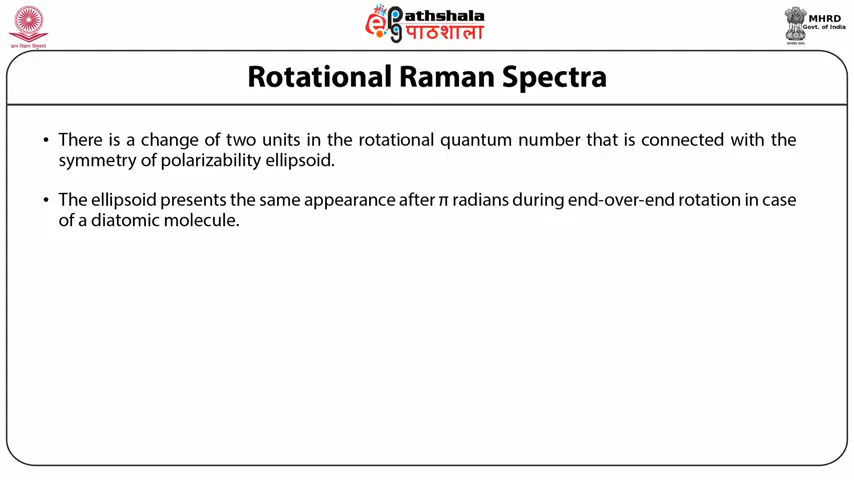 ePathshala
पाठशाला
MHRD
Govt. of India
Rotational Raman Spectra
• There is a change of two units in the rotational quantum number that is connected with the
symmetry of polarizability ellipsoid.
• The ellipsoid presents the same appearance after π radians during end-over-end rotation in case
of a diatomic molecule.